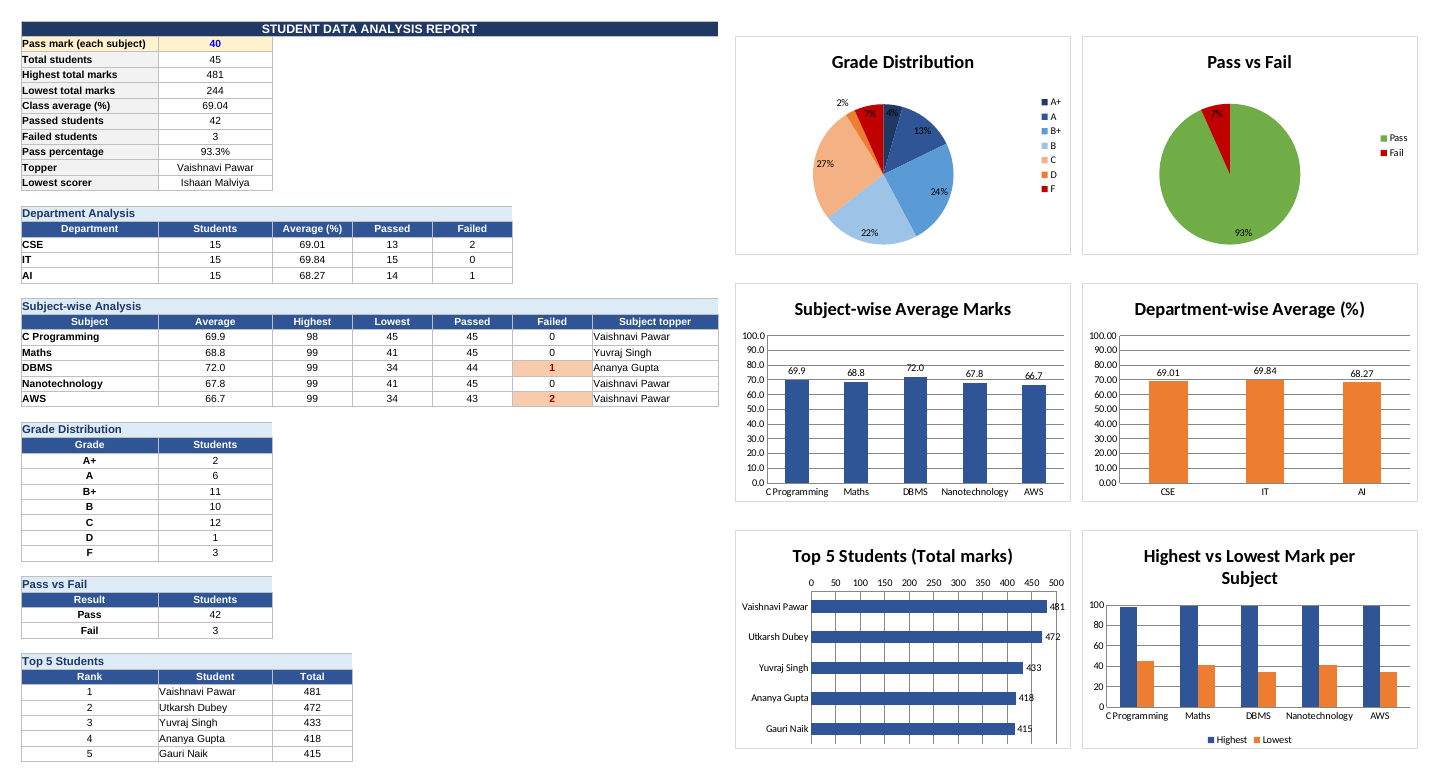 STUDENT DATA ANALYSIS REPORT
Pass mark (each subject) 40
Total students 45
Highest total marks 481
Lowest total marks 244
Class average (%) 69.04
Passed students 42
Failed students 3
Pass percentage 93.3%
Topper Vaishnavi Pawar
Lowest scorer Ishaan Malviya
Department Analysis
Department Students Average (%) Passed Failed
CSE 15 69.01 13 2
IT 15 69.84 15 0
AI 15 68.27 14 1
Subject-wise Analysis
Subject Average Highest Lowest Passed Failed Subject topper
C Programming 69.9 98 45 45 0 Vaishnavi Pawar
Maths 68.8 99 41 45 0 Yuvraj Singh
DBMS 72.0 99 34 44 1 Ananya Gupta
Nanotechnology 67.8 99 41 45 0 Vaishnavi Pawar
AWS 66.7 99 34 43 2 Vaishnavi Pawar
Grade Distribution
Grade Students
A+ 2
A 6
B+ 11
B 10
C 12
D 1
F 3
Pass vs Fail
Result Students
Pass 42
Fail 3
Top 5 Students
Rank Student Total
1 Vaishnavi Pawar 481
2 Utkarsh Dubey 472
3 Yuvraj Singh 433
4 Ananya Gupta 418
5 Gauri Naik 415
Grade Distribution
2% 7% 4%
13%
27%
24%
22%
A+
A
B+
B
C
D
F
Pass vs Fail
7%
93%
Pass
Fail
Subject-wise Average Marks
100.0
90.0
80.0
70.0
60.0
50.0
40.0
30.0
20.0
10.0
0.0
69.9 68.8 72.0 67.8 66.7
C Programming Maths DBMS Nanotechnology AWS
Department-wise Average (%)
100.00
90.00
80.00
70.00
60.00
50.00
40.00
30.00
20.00
10.00
0.00
69.01 69.84 68.27
CSE IT AI
Top 5 Students (Total marks)
0 50 100 150 200 250 300 350 400 450 500
Vaishnavi Pawar 481
Utkarsh Dubey 472
Yuvraj Singh 433
Ananya Gupta 418
Gauri Naik 415
Highest vs Lowest Mark per
Subject
100
80
60
40
20
0
C Programming Maths DBMS Nanotechnology AWS
Highest Lowest